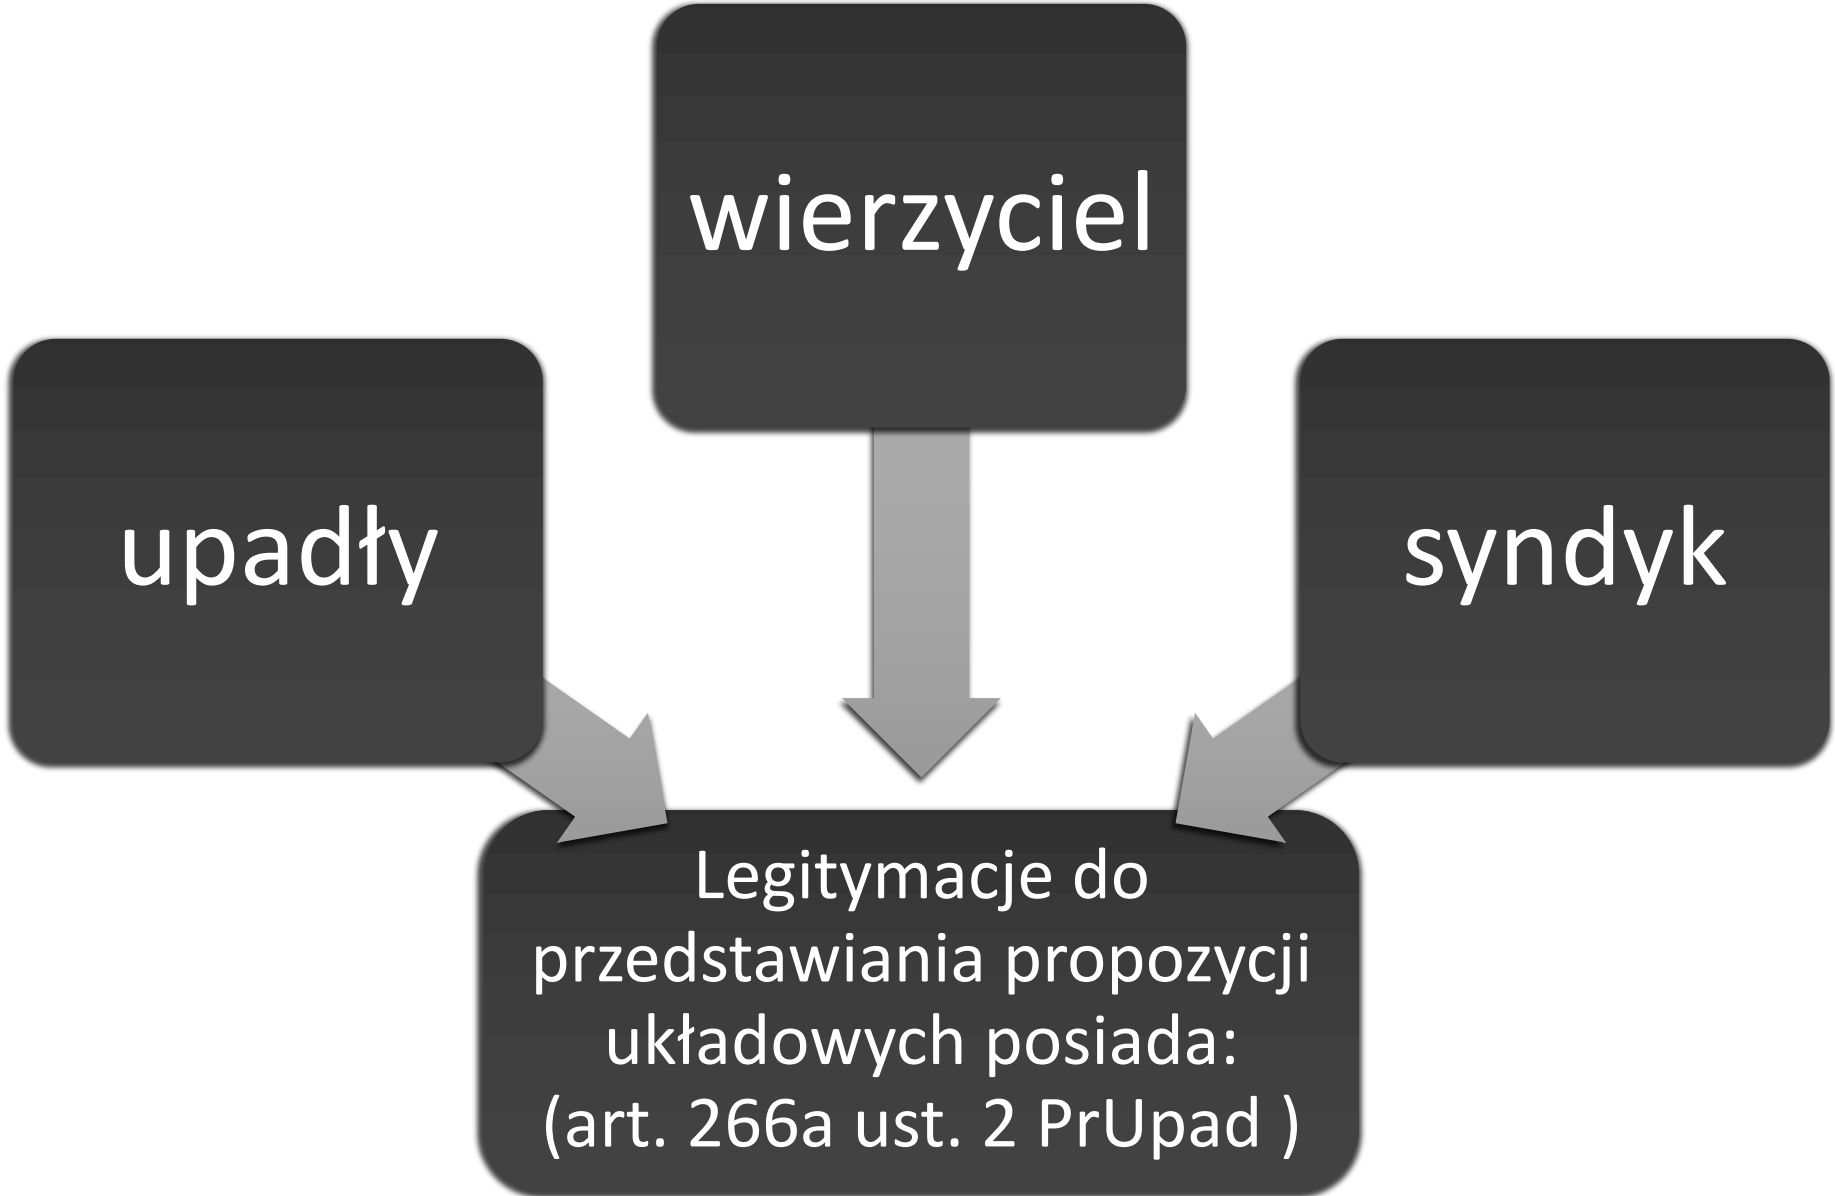 wierzyciel
upadły
syndyk
Legitymacje do
przedstawiania propozycji
układowych posiada:
(art. 266a ust. 2 PrUpad )